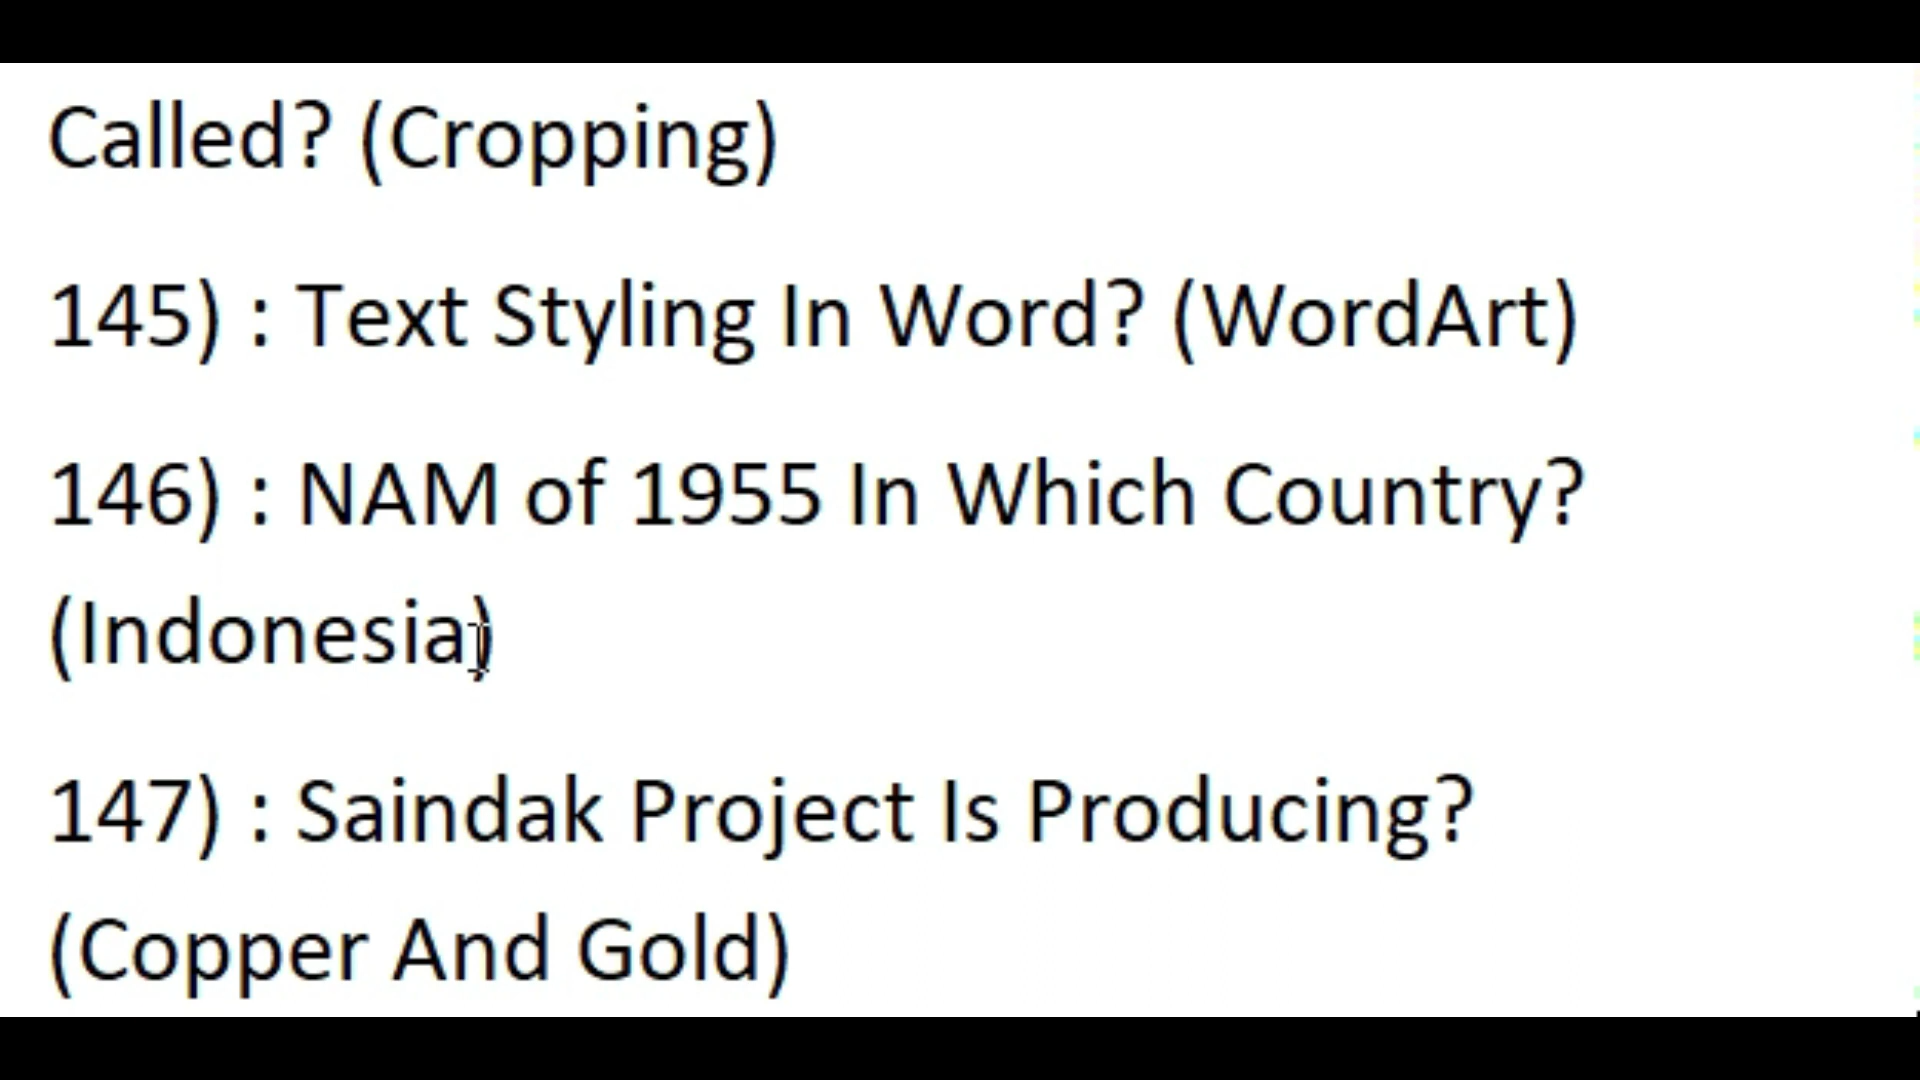 Called? (Cropping)
145) : Text Styling In Word? (WordArt)
146) : NAM of 1955 In Which Country?
(Indonesia)
147) : Saindak Project Is Producing?
(Copper And Gold)